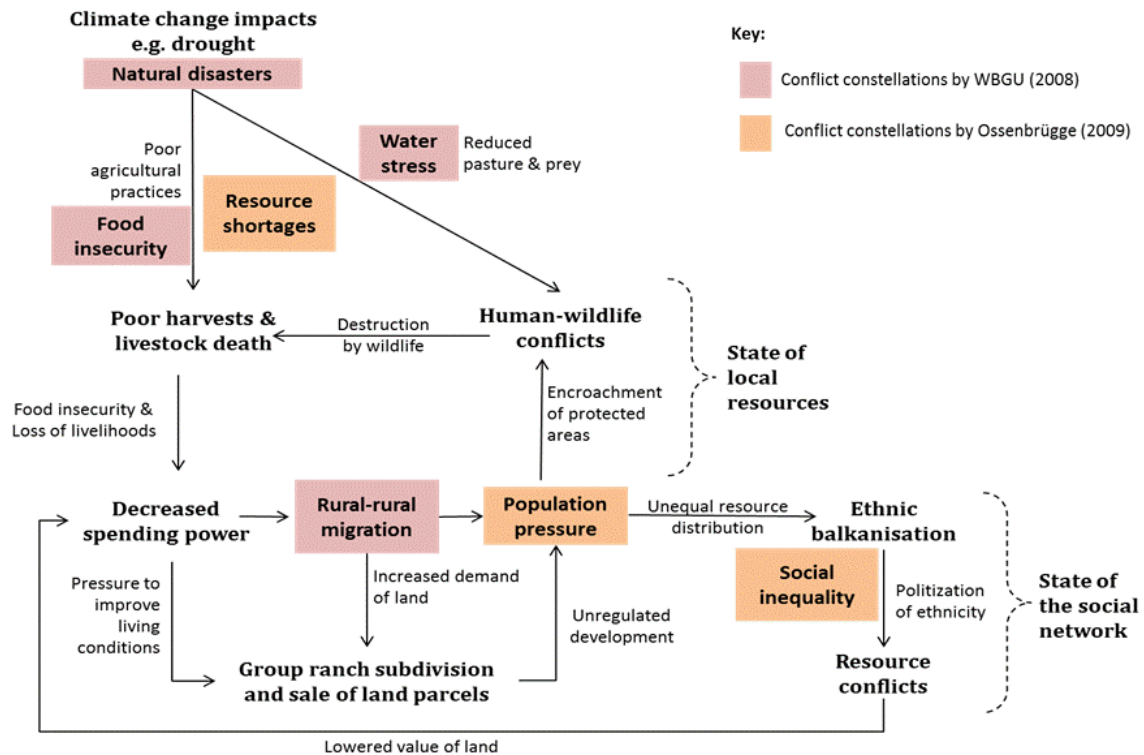 Climate change impacts
e.g. drought
Natural disasters
Key:
Conflict constellations by WBGU (2008)
Conflict constellations by Ossenbrügge (2009)
Poor
agricultural
practices
Water
stress
Reduced
pasture & prey
Food
insecurity
Resource
shortages
Poor harvests &
livestock death
Destruction
by wildlife
Human-wildlife
conflicts
State of
local
resources
Food insecurity &
Loss of livelihoods
Encroachment
of protected
areas
Decreased
spending power
Rural-rural
migration
Population
pressure
Unequal resource
distribution
Ethnic
balkanisation
Pressure to
improve
living
conditions
Increased demand
of land
Unregulated
development
Social
inequality
Politization
of ethnicity
State of
the social
network
Group ranch subdivision
and sale of land parcels
Resource
conflicts
Lowered value of land